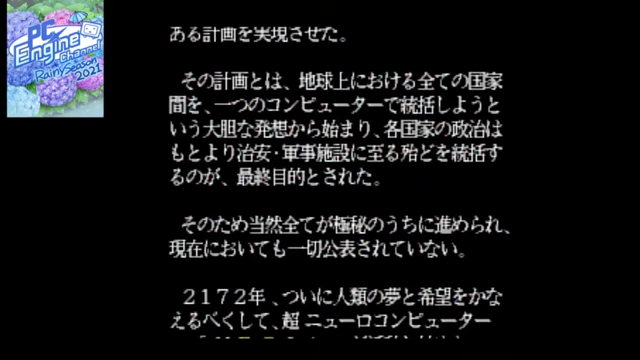 PC
Engine
Channel
Rainy Season
2021
ある計画を実現させた。
その計画とは、地球上における全ての国家
間を、一つのコンピューターで統括しようと
いう大胆な発想から始まり、各国家の政治は
もとより治安・軍事施設に至る殆どを統括す
るのが、最終目的とされた。
そのため当然全てが極秘のうちに進められ、
現在においても一切公表されていない。
2172年、ついに人類の夢と希望をかな
えるべくして、超 ニューロコンピューター